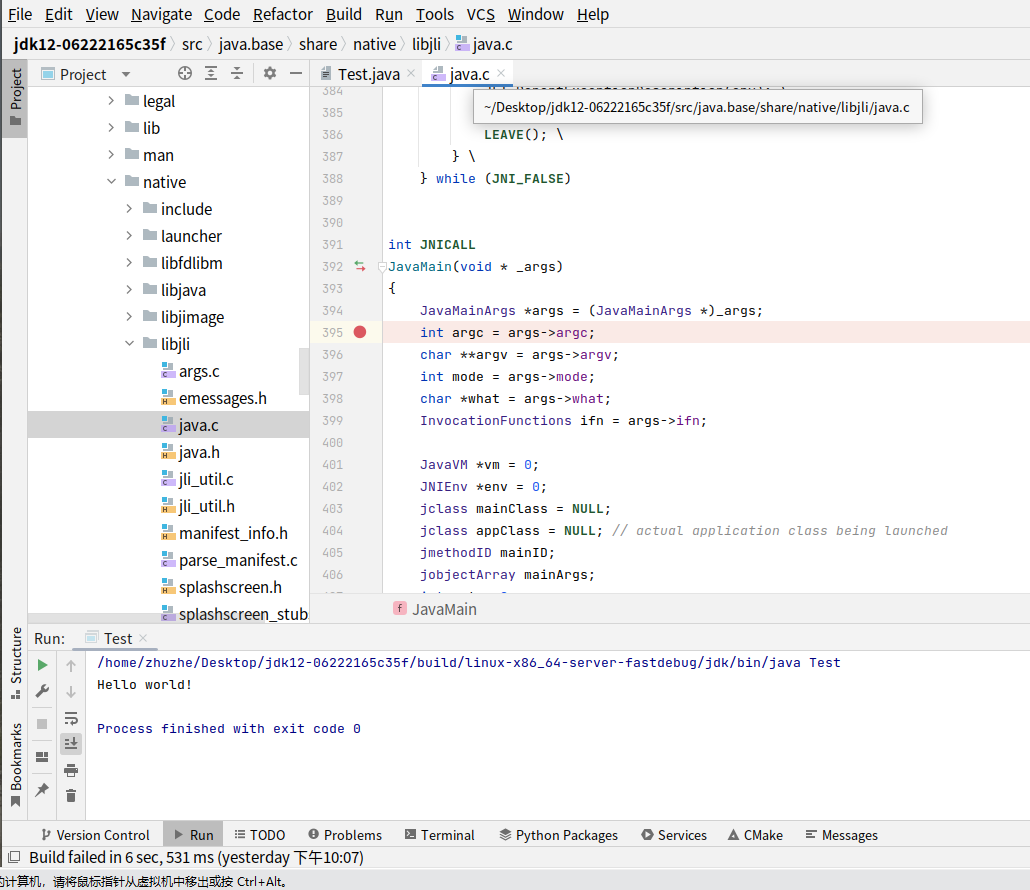 File Edit View Navigate Code Refactor Build Run Tools VCS Window Help
jdk12-06222165c35f src java.base share native libjli java.c
Project
Project
Test.java java.c
~/Desktop/jdk12-06222165c35f/src/java.base/share/native/libjli/java.c
legal
lib
man
native
include
launcher
libfdlibm
libjava
libjimage
libjli
args.c
emessages.h
java.c
java.h
jli_util.c
jli_util.h
manifest_info.h
parse_manifest.c
splashscreen.h
splashscreen_stub
384
385
386 LEAVE(); \
387 } \
388 } while (JNI_FALSE)
389
390
391 int JNICALL
392 JavaMain(void * _args)
393 {
394 JavaMainArgs *args = (JavaMainArgs *)_args;
395 int argc = args->argc;
396 char **argv = args->argv;
397 int mode = args->mode;
398 char *what = args->what;
399 InvocationFunctions ifn = args->ifn;
400
401 JavaVM *vm = 0;
402 JNIEnv *env = 0;
403 jclass mainClass = NULL;
404 jclass appClass = NULL; // actual application class being launched
405 jmethodID mainID;
406 jobjectArray mainArgs;
f JavaMain
Structure
Bookmarks
Run: Test
/home/zhuzhe/Desktop/jdk12-06222165c35f/build/linux-x86_64-server-fastdebug/jdk/bin/java Test
Hello world!
Process finished with exit code 0
Version Control Run TODO Problems Terminal Python Packages Services CMake Messages
Build failed in 6 sec, 531 ms (yesterday 下午10:07)
计算机，请将鼠标指针从虚拟机中移出或按 Ctrl+Alt。